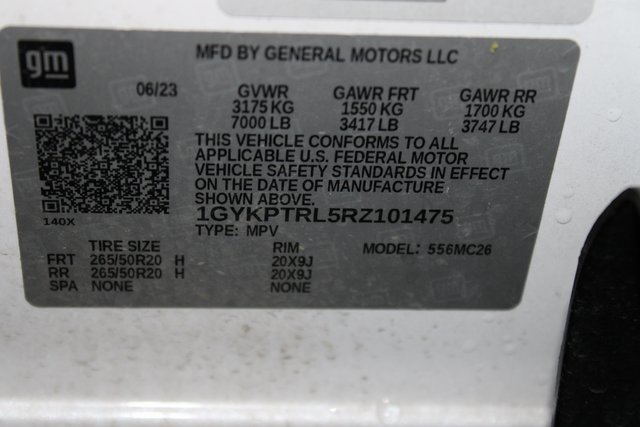 gm
MFD BY GENERAL MOTORS LLC
06/23 GVWR GAWR FRT GAWR RR
3175 KG 1550 KG 1700 KG
7000 LB 3417 LB 3747 LB
THIS VEHICLE CONFORMS TO ALL
APPLICABLE U.S. FEDERAL MOTOR
VEHICLE SAFETY STANDARDS IN EFFECT
ON THE DATE OF MANUFACTURE
SHOWN ABOVE.
140X
1GYKPTRL5RZ101475
TYPE: MPV MODEL: 556MC26
TIRE SIZE RIM
FRT 265/50R20 H 20X9J
RR 265/50R20 H 20X9J
SPA NONE NONE